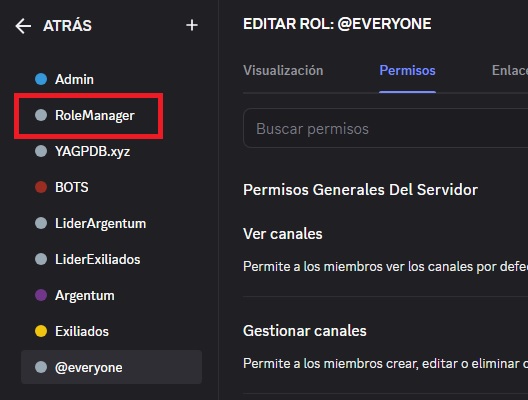 ATRÁS
+
Admin
RoleManager
YAGPDB.xyz
BOTS
LiderArgentum
LiderExiliados
Argentum
Exiliados
@everyone
EDITAR ROL: @EVERYONE
Visualización Permisos Enlac
Buscar permisos
Permisos Generales Del Servidor
Ver canales
Permite a los miembros ver los canales por defe
Gestionar canales
Permite a los miembros crear, editar o eliminar c